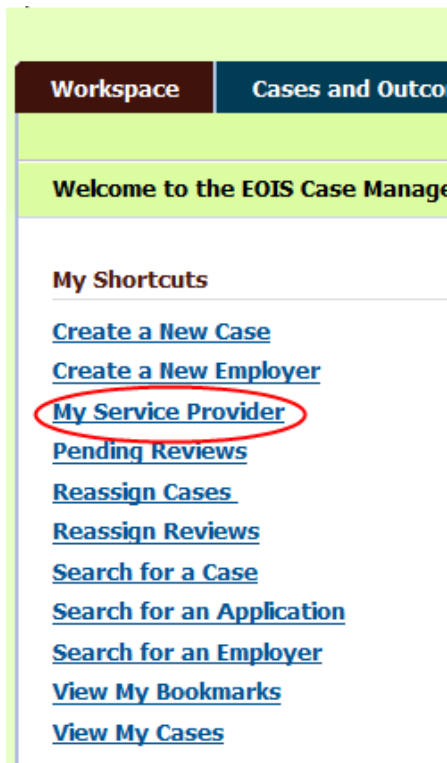 Workspace Cases and Outco
Welcome to the EOIS Case Manage
My Shortcuts
Create a New Case
Create a New Employer
My Service Provider
Pending Reviews
Reassign Cases
Reassign Reviews
Search for a Case
Search for an Application
Search for an Employer
View My Bookmarks
View My Cases